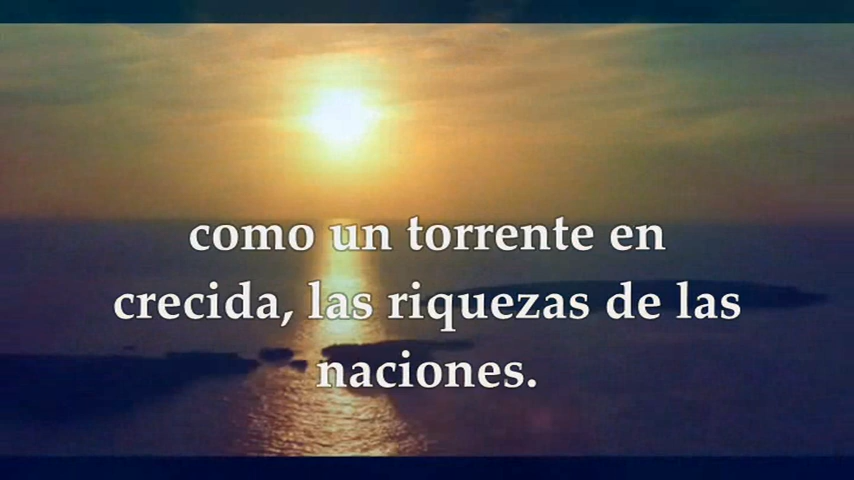 como un torrente en
crecida, las riquezas de las
naciones.